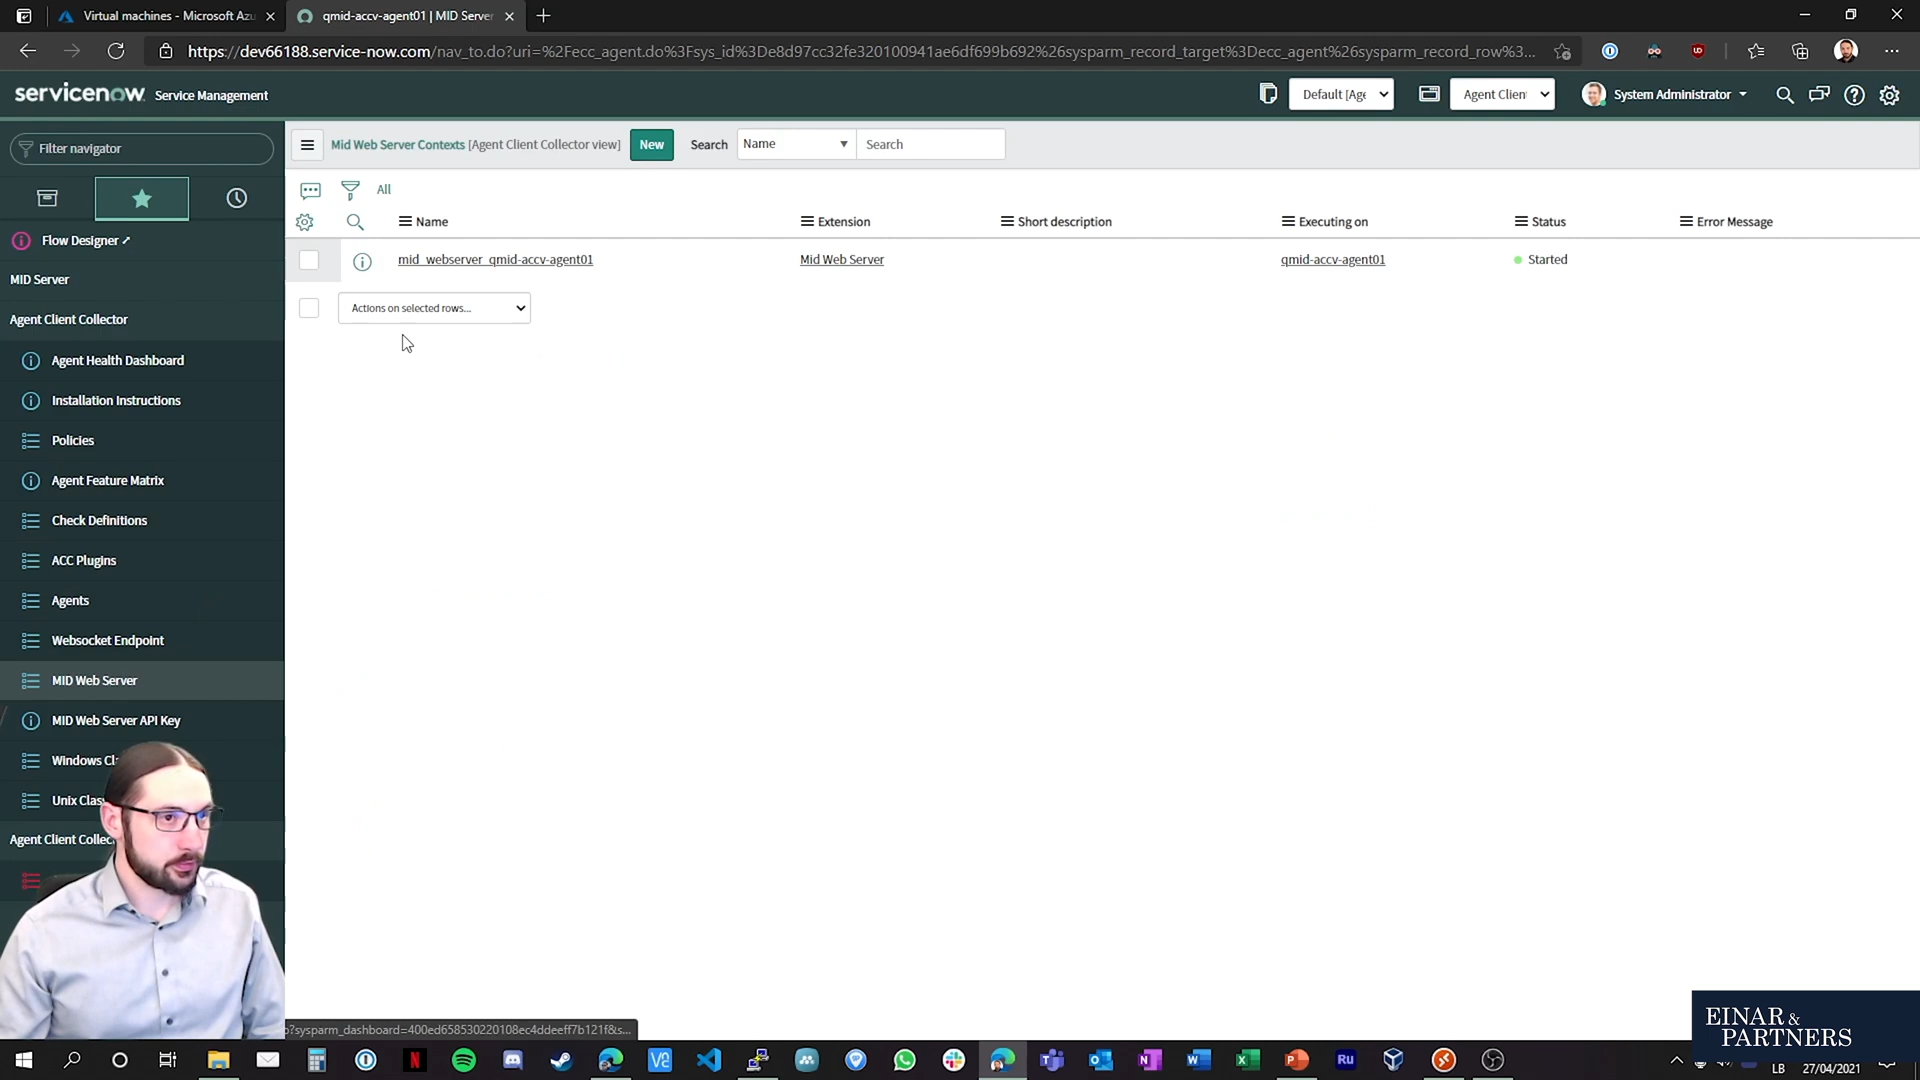 Virtual machines - Microsoft Azu
qmid-accv-agent01 | MID Server
https://dev66188.service-now.com/nav_to.do?uri=%2Fecc_agent.do%3Fsys_id%3De8d97cc32fe320100941ae6df699b692%26sysparm_record_target%3Decc_agent%26sysparm_record_row%3...
servicenow Service Management
Default [Age
Agent Client
System Administrator
Filter navigator
Mid Web Server Contexts [Agent Client Collector view]
New
Search
Name
Search
All
Name
Extension
Short description
Executing on
Status
Error Message
mid_webserver_qmid-accv-agent01
Mid Web Server
qmid-accv-agent01
Started
Actions on selected rows...
Flow Designer
MID Server
Agent Client Collector
Agent Health Dashboard
Installation Instructions
Policies
Agent Feature Matrix
Check Definitions
ACC Plugins
Agents
Websocket Endpoint
MID Web Server
MID Web Server API Key
Windows Cl
Unix Clas
Agent Client Collec
o?sysparm_dashboard=400ed658530220108ec4ddeeff7b121f&s...
EINAR &
PARTNERS
LB
27/04/2021